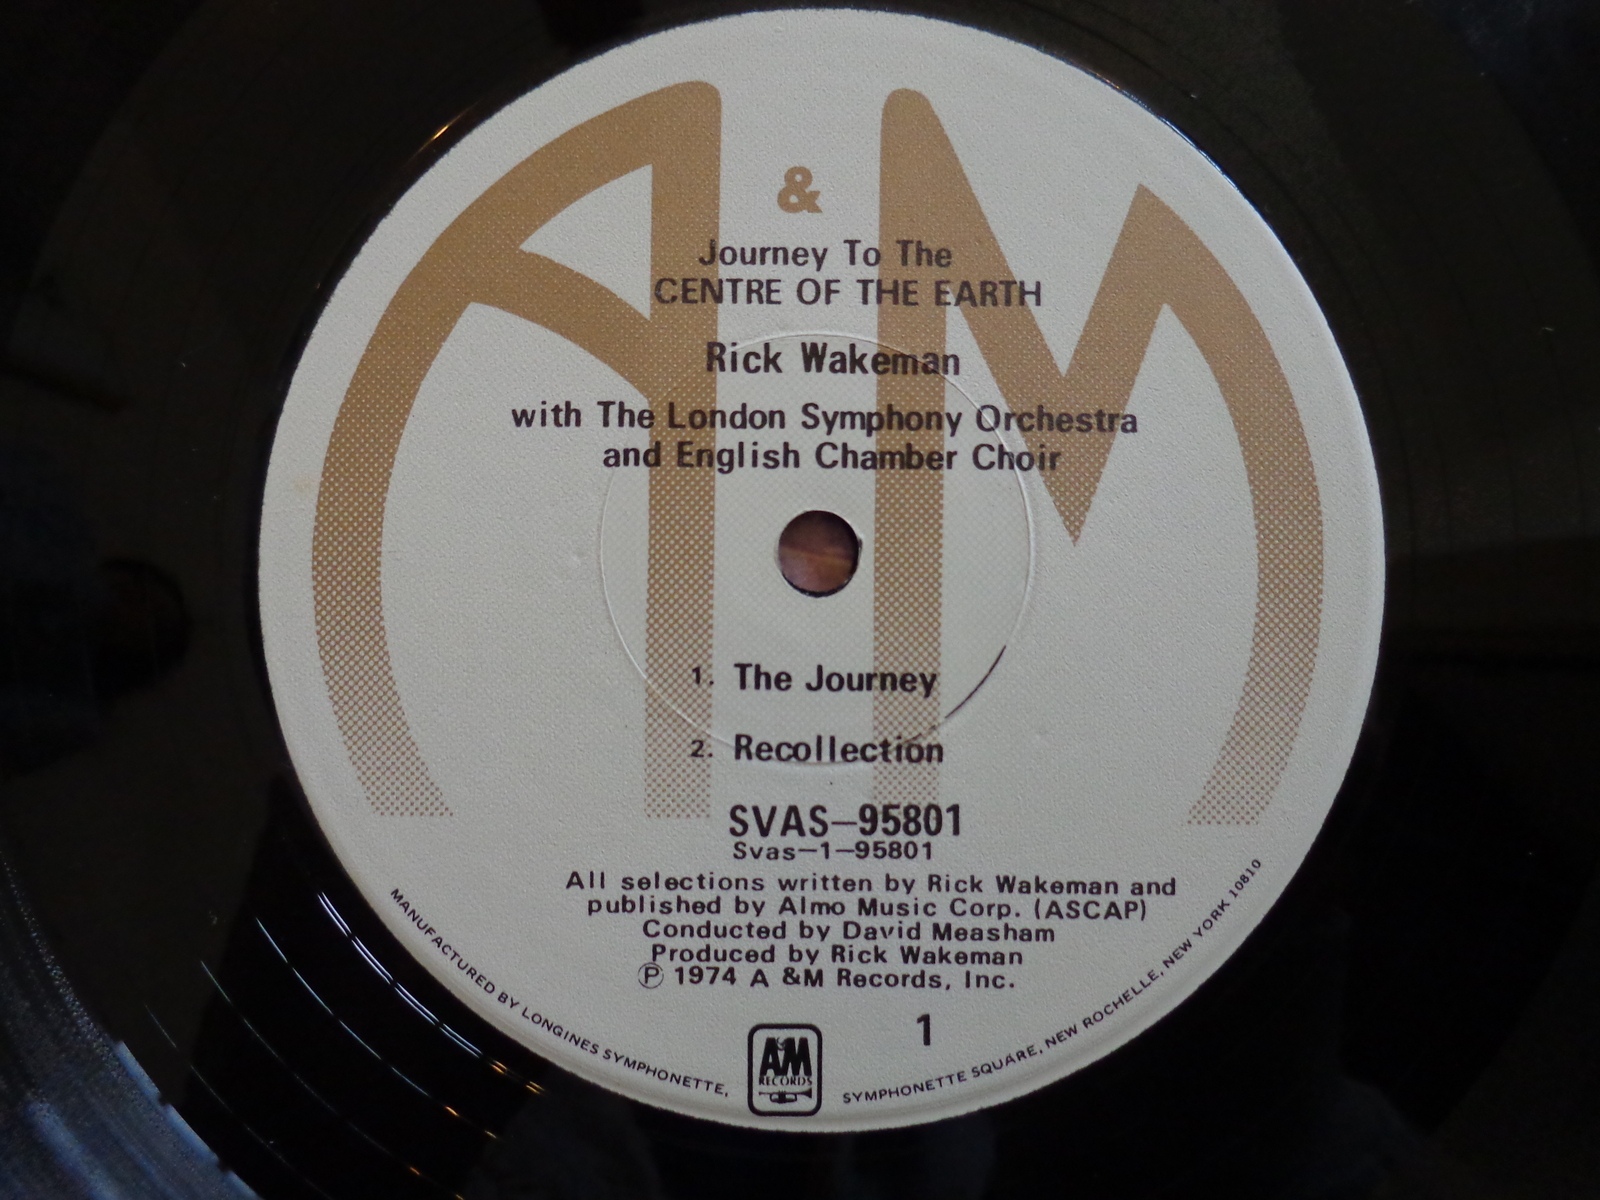 A & M
Journey To The
CENTRE OF THE EARTH
Rick Wakeman
with The London Symphony Orchestra
and English Chamber Choir
1. The Journey
2. Recollection
SVAS—95801
Svas—1—95801
All selections written by Rick Wakeman and
published by Almo Music Corp. (ASCAP)
Conducted by David Measham
Produced by Rick Wakeman
Ⓟ 1974 A &M Records, Inc.
1
A&M
RECORDS
MANUFACTURED BY LONGINES SYMPHONETTE, SYMPHONETTE SQUARE, NEW ROCHELLE, NEW YORK 10810